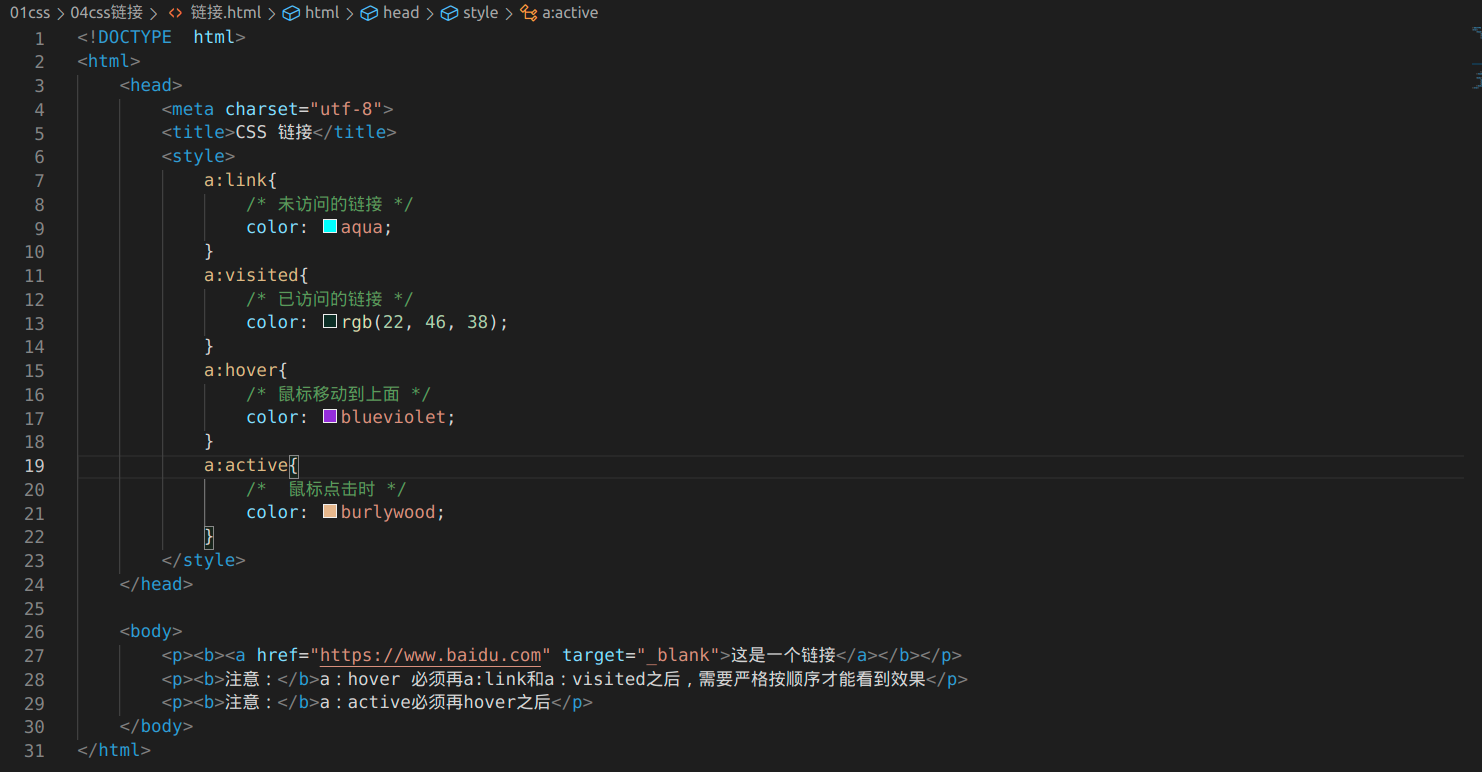 01css > 04css链接 > <> 链接.html > html > head > style > a:active
1 <!DOCTYPE  html>
2 <html>
3     <head>
4         <meta charset="utf-8">
5         <title>CSS 链接</title>
6         <style>
7             a:link{
8                 /* 未访问的链接 */
9                 color: aqua;
10             }
11             a:visited{
12                 /* 已访问的链接 */
13                 color: rgb(22, 46, 38);
14             }
15             a:hover{
16                 /* 鼠标移动到上面 */
17                 color: blueviolet;
18             }
19             a:active{
20                 /*  鼠标点击时 */
21                 color: burlywood;
22             }
23         </style>
24     </head>
25
26     <body>
27         <p><b><a href="https://www.baidu.com" target="_blank">这是一个链接</a></b></p>
28         <p><b>注意：</b>a：hover 必须再a:link和a：visited之后，需要严格按顺序才能看到效果</p>
29         <p><b>注意：</b>a：active必须再hover之后</p>
30     </body>
31 </html>